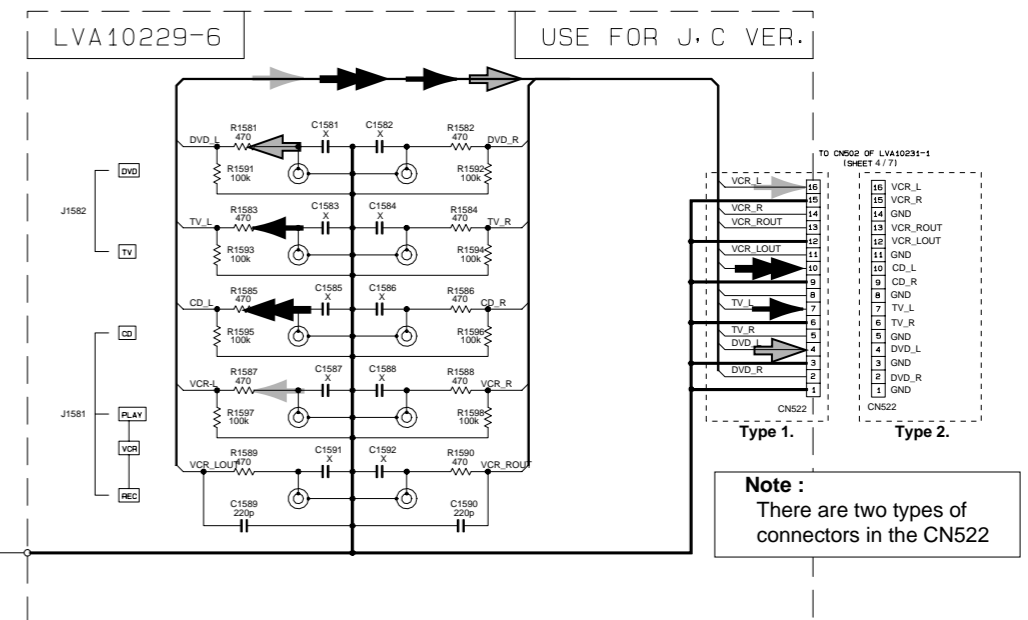 LVA10229-6
USE FOR J,C VER.
R1581
470
C1581
X
C1582
X
R1582
470
DVD_L
DVD_R
R1591
100k
R1592
100k
DVD
J1582
TV
R1583
470
C1583
X
C1584
X
R1584
470
TV_L
TV_R
R1593
100k
R1594
100k
R1585
470
C1585
X
C1586
X
R1586
470
CD_L
CD_R
R1595
100k
R1596
100k
CD
J1581
PLAY
VCR
REC
R1587
470
C1587
X
C1588
X
R1588
470
VCR-L
VCR_R
R1597
100k
R1598
100k
R1589
470
C1591
X
C1592
X
R1590
470
VCR_LOUT
VCR_ROUT
C1589
220p
C1590
220p
TO CN502 OF LVA10231-1
(SHEET 4 / 7)
VCR_L
VCR_R
VCR_ROUT
VCR_LOUT
TV_L
TV_R
DVD_L
DVD_R
16
15
14
13
12
11
10
9
8
7
6
5
4
3
2
1
CN522
Type 1.
16 VCR_L
15 VCR_R
14 GND
13 VCR_ROUT
12 VCR_LOUT
11 GND
10 CD_L
9 CD_R
8 GND
7 TV_L
6 TV_R
5 GND
4 DVD_L
3 GND
2 DVD_R
1 GND
CN522
Type 2.
Note :
There are two types of
connectors in the CN522